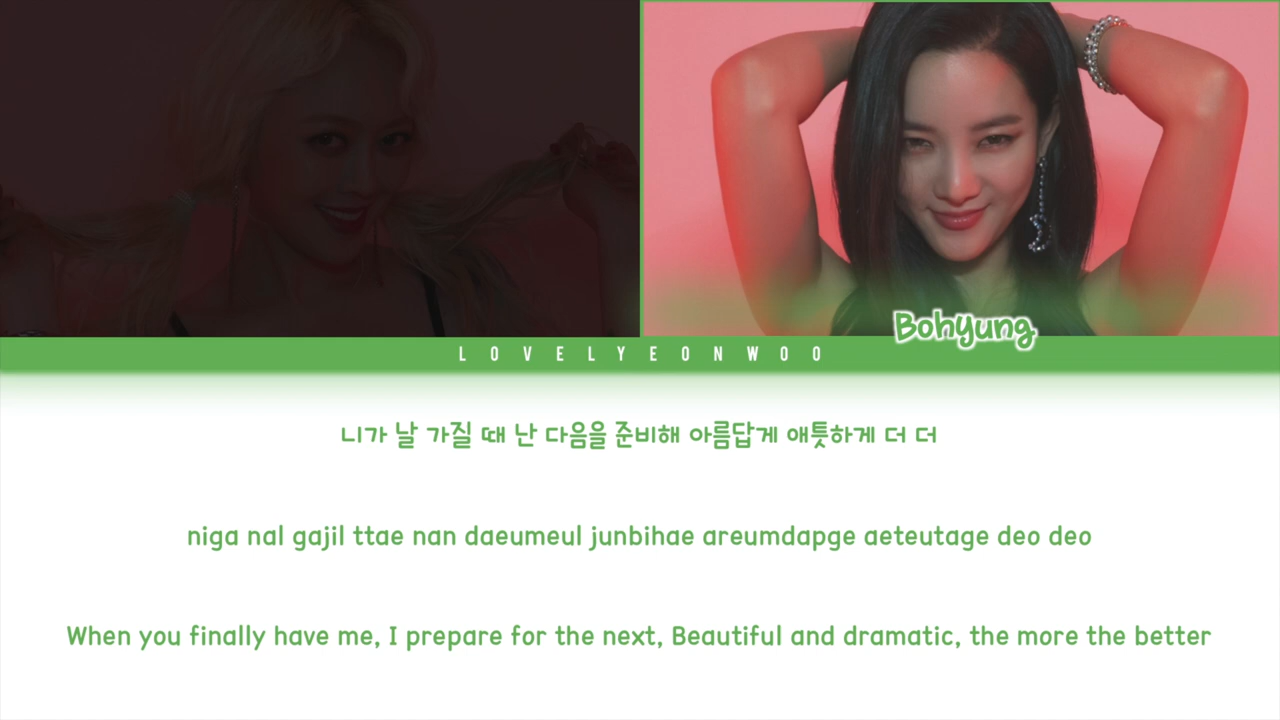 Bohyung
LOVELYEONWOO
니가 날 가질 때 난 다음을 준비해 아름답게 애틋하게 더 더
niga nal gajil ttae nan daeumeul junbihae areumdapge aeteutage deo deo
When you finally have me, I prepare for the next, Beautiful and dramatic, the more the better